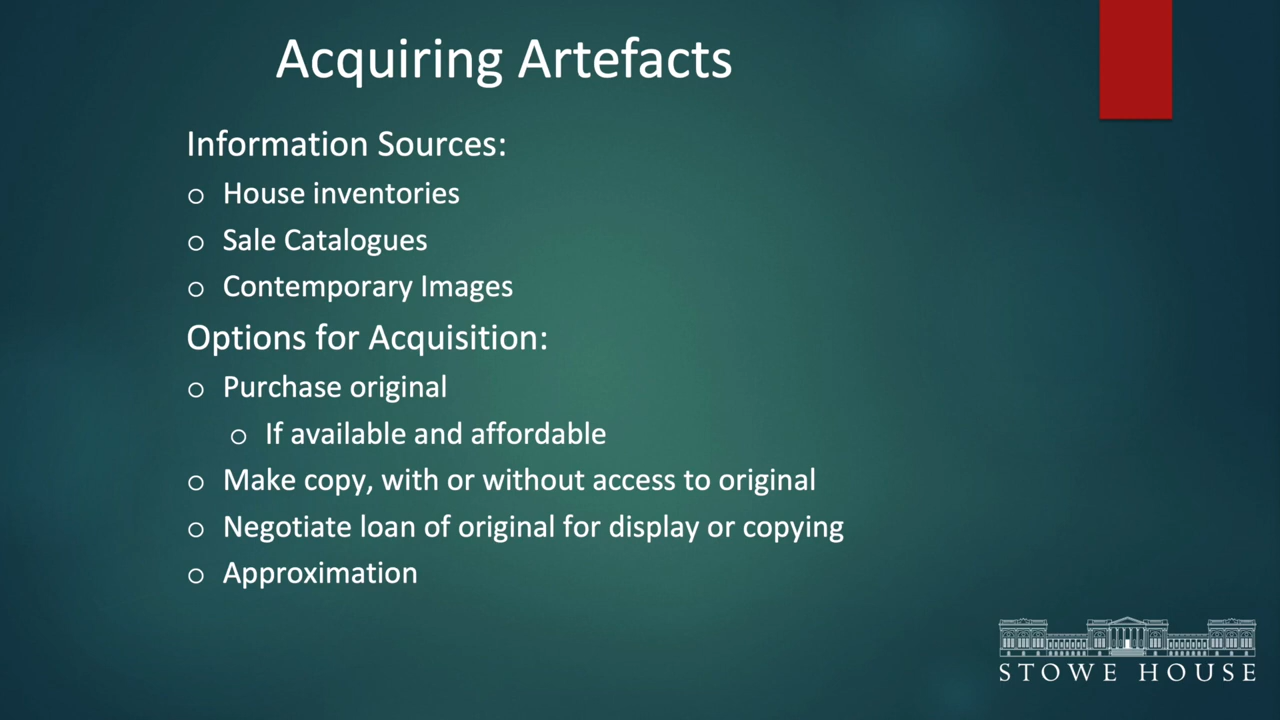 Acquiring Artefacts
Information Sources:
o House inventories
o Sale Catalogues
o Contemporary Images
Options for Acquisition:
o Purchase original
o If available and affordable
o Make copy, with or without access to original
o Negotiate loan of original for display or copying
o Approximation
STOWE HOUSE